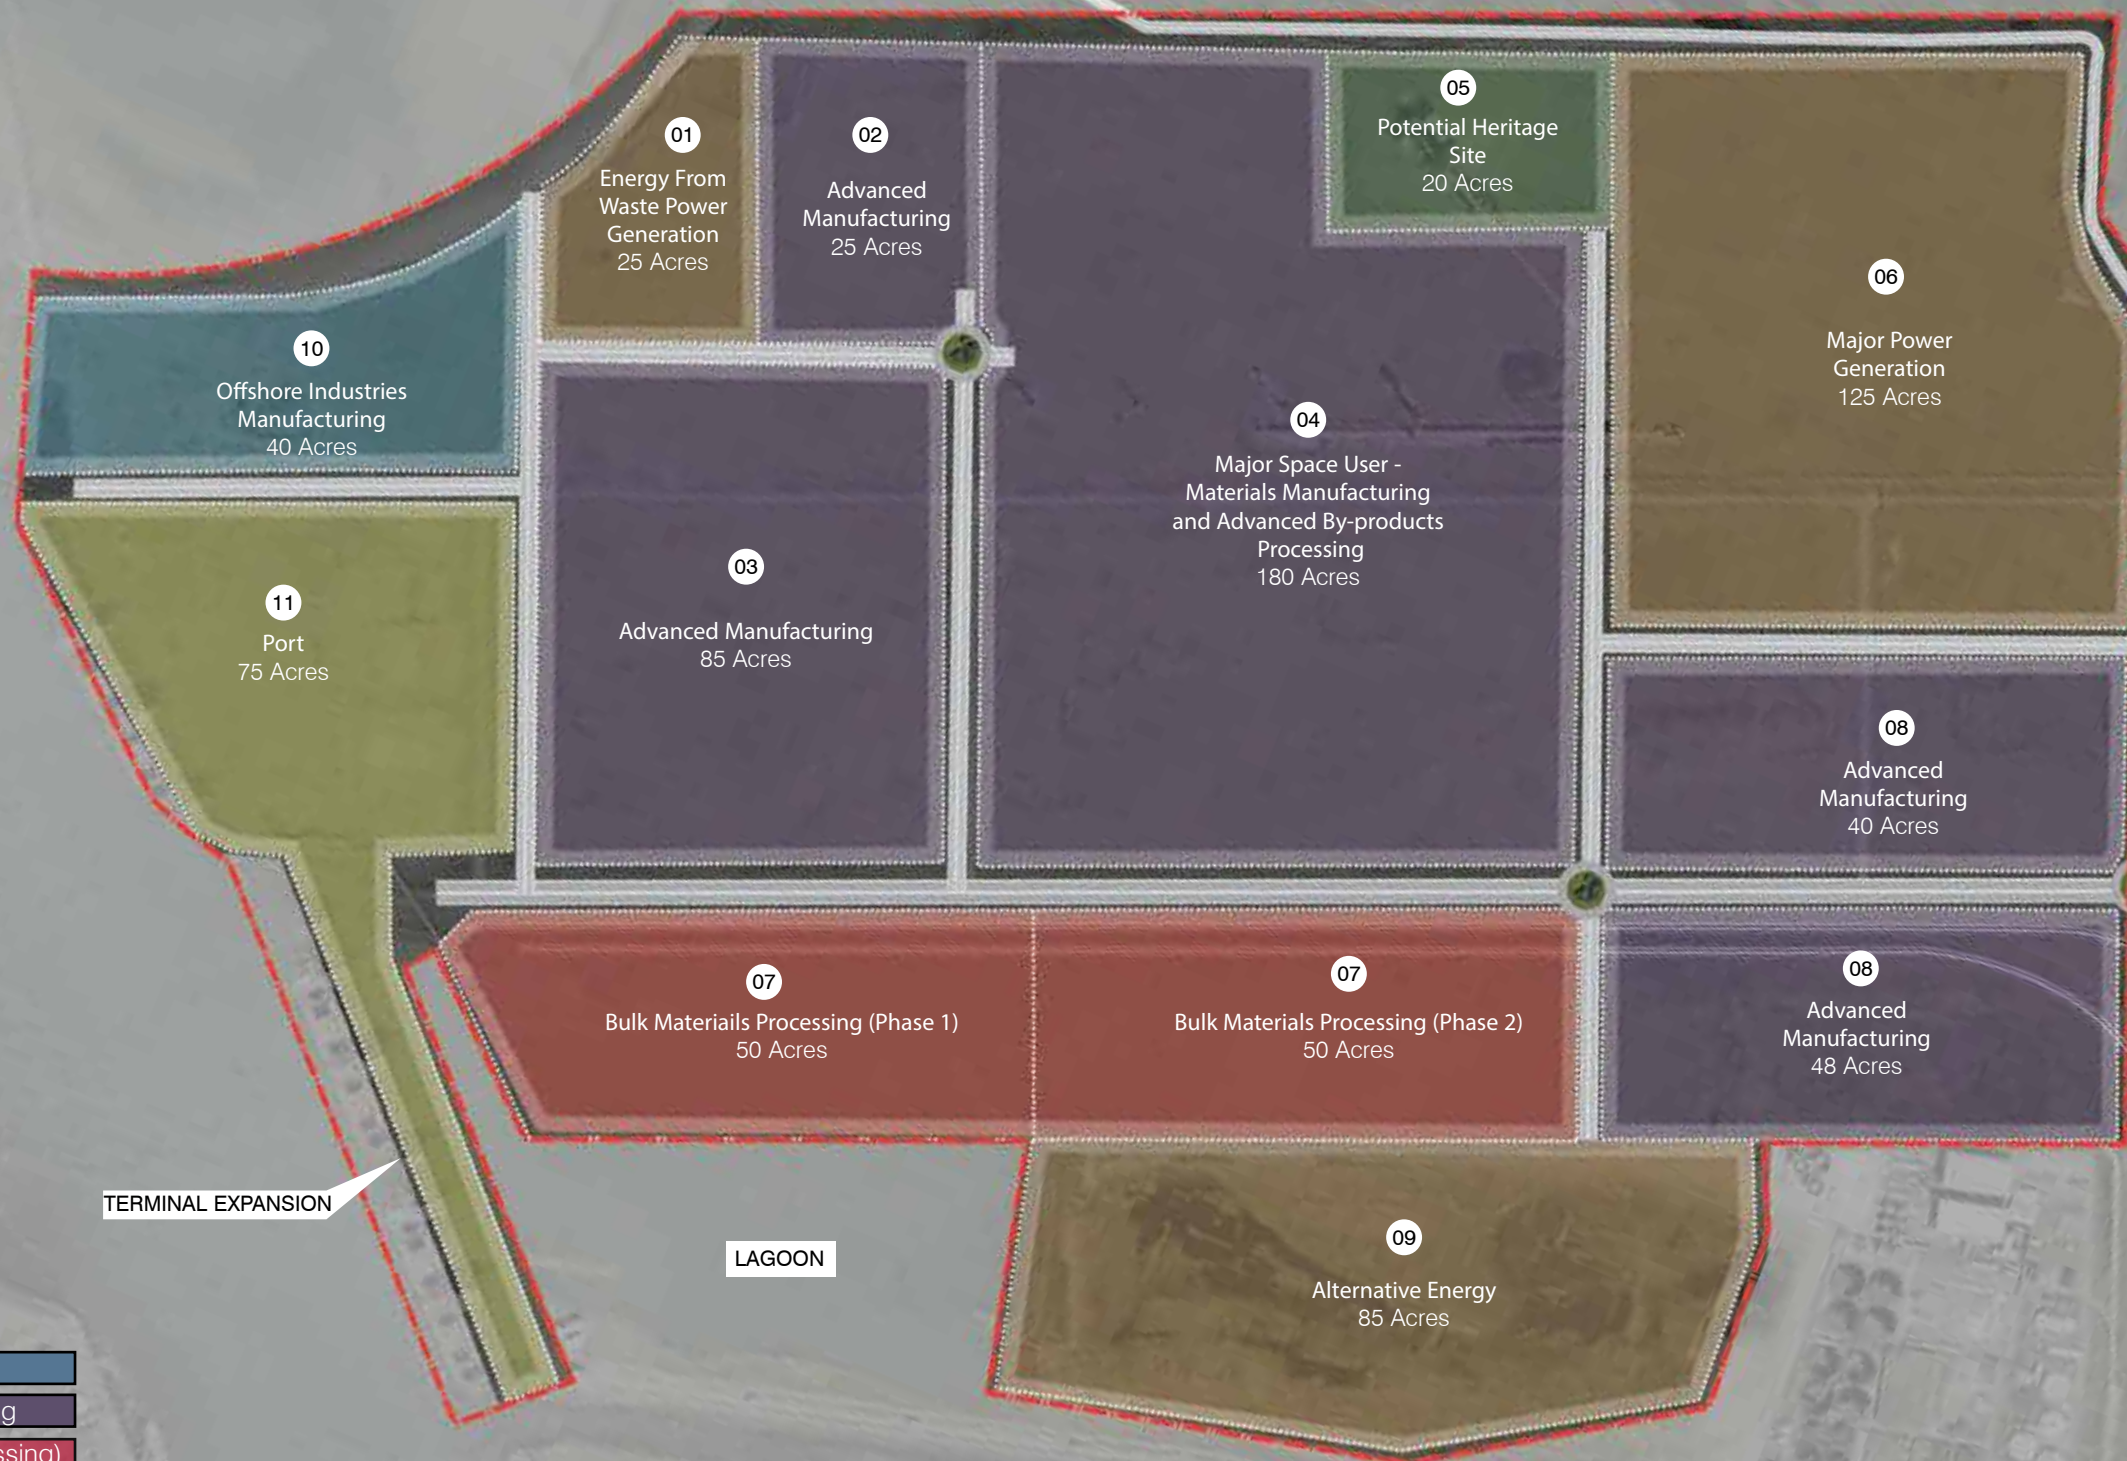 01
Energy From
Waste Power
Generation
25 Acres
02
Advanced
Manufacturing
25 Acres
05
Potential Heritage
Site
20 Acres
06
Major Power
Generation
125 Acres
10
Offshore Industries
Manufacturing
40 Acres
04
Major Space User -
Materials Manufacturing
and Advanced By-products
Processing
180 Acres
11
Port
75 Acres
03
Advanced Manufacturing
85 Acres
08
Advanced
Manufacturing
40 Acres
07
Bulk Materiails Processing (Phase 1)
50 Acres
07
Bulk Materials Processing (Phase 2)
50 Acres
08
Advanced
Manufacturing
48 Acres
TERMINAL EXPANSION
LAGOON
09
Alternative Energy
85 Acres
g
ssing)